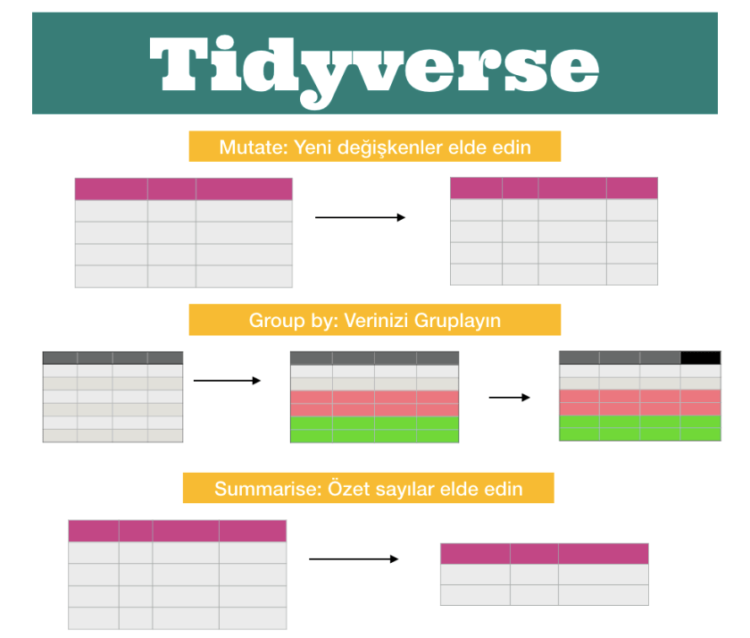 Tidyverse
Mutate: Yeni değişkenler elde edin
Group by: Verinizi Gruplayın
Summarise: Özet sayılar elde edin